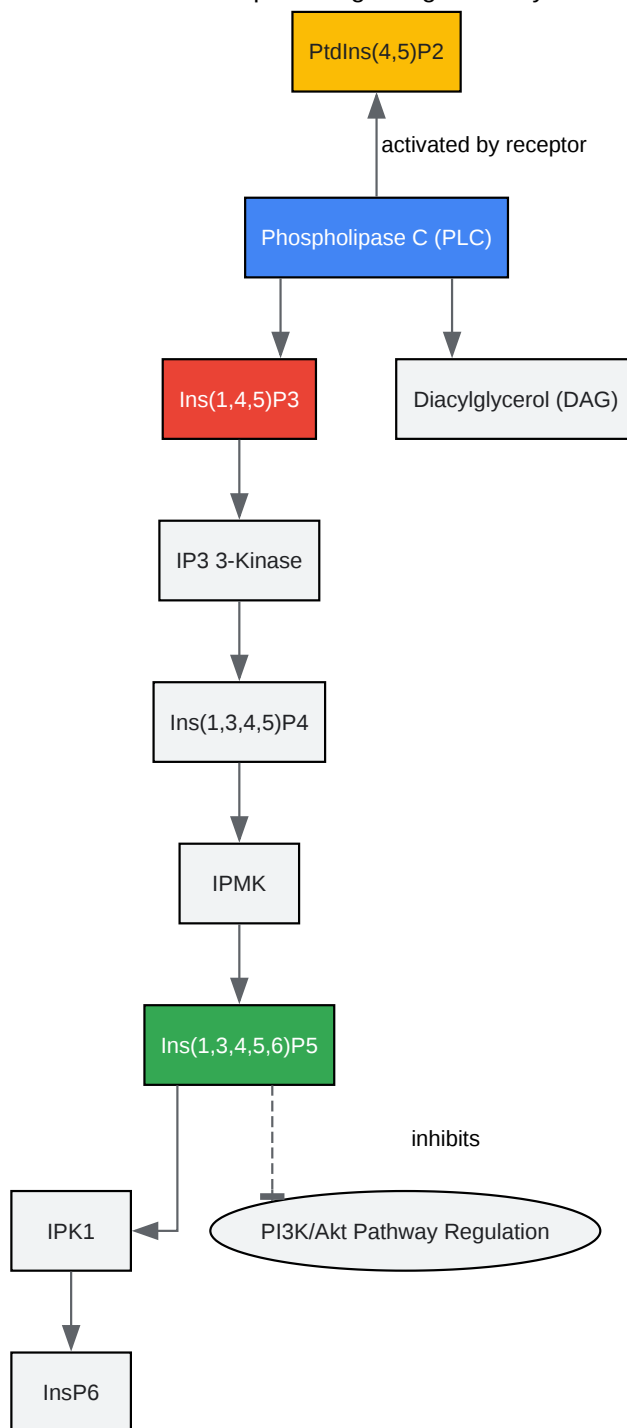 PtdIns(4,5)P2
activated by receptor
Phospholipase C (PLC)
Ins(1,4,5)P3
Diacylglycerol (DAG)
IP3 3-Kinase
Ins(1,3,4,5)P4
IPMK
Ins(1,3,4,5,6)P5
inhibits
IPK1
PI3K/Akt Pathway Regulation
InsP6